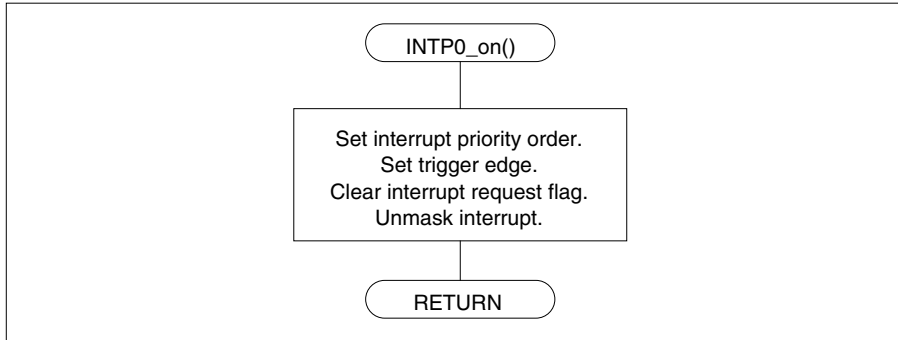 INTP0_on()
Set interrupt priority order.
Set trigger edge.
Clear interrupt request flag.
Unmask interrupt.
RETURN